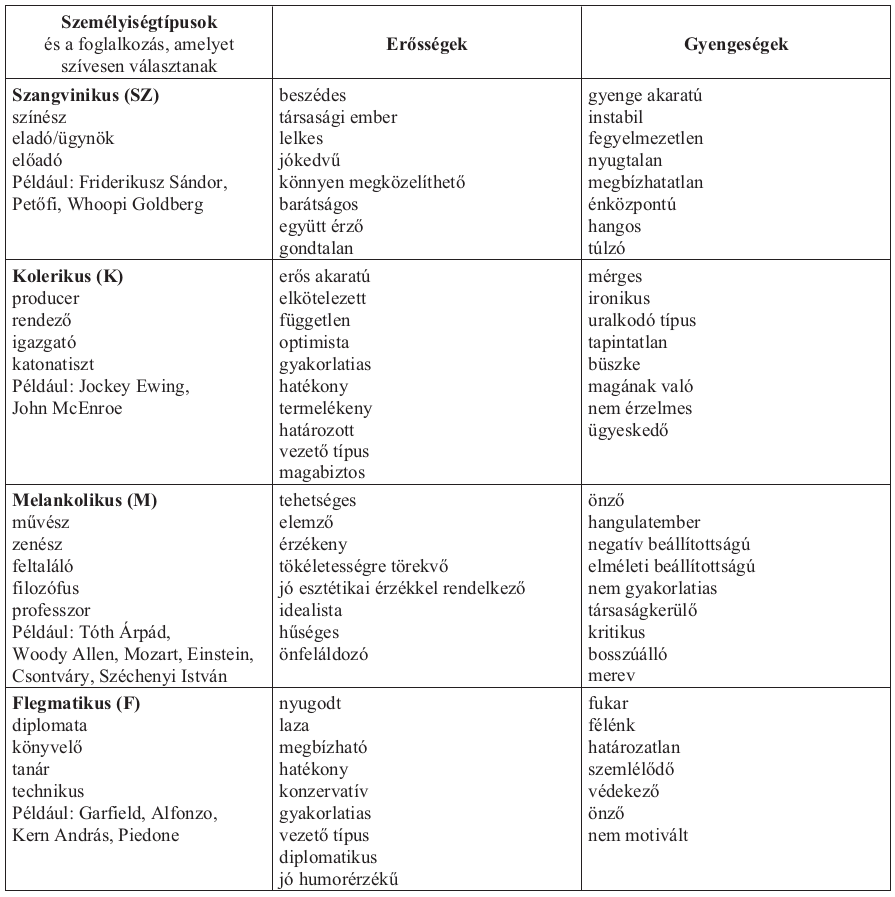 Személyiségtípusok
és a foglalkozás, amelyet
szívesen választanak
Erősségek
Gyengeségek
Szangvinikus (SZ)
színész
eladó/ügynök
előadó
Például: Friderikusz Sándor,
Petőfi, Whoopi Goldberg
beszédes
társasági ember
lelkes
jókedvű
könnyen megközelíthető
barátságos
együtt érző
gondtalan
gyenge akaratú
instabil
fegyelmezetlen
nyugtalan
megbízhatatlan
énközpontú
hangos
túlzó
Kolerikus (K)
producer
rendező
igazgató
katonatiszt
Például: Jockey Ewing,
John McEnroe
erős akaratú
elkötelezett
független
optimista
gyakorlatias
hatékony
termelékeny
határozott
vezető típus
magabiztos
mérges
ironikus
uralkodó típus
tapintatlan
büszke
magának való
nem érzelmes
ügyeskedő
Melankolikus (M)
művész
zenész
feltaláló
filozófus
professzor
Például: Tóth Árpád,
Woody Allen, Mozart, Einstein,
Csontváry, Széchenyi István
tehetséges
elemző
érzékeny
tökéletességre törekvő
jó esztétikai érzékkel rendelkező
idealista
hűséges
önfeláldozó
önző
hangulatember
negatív beállítottságú
elméleti beállítottságú
nem gyakorlatias
társaságkerülő
kritikus
bosszúálló
merev
Flegmatikus (F)
diplomata
könyvelő
tanár
technikus
Például: Garfield, Alfonzo,
Kern András, Piedone
nyugodt
laza
megbízható
hatékony
konzervatív
gyakorlatias
vezető típus
diplomatikus
jó humorérzékű
fukar
félénk
határozatlan
szemlélődő
védekező
önző
nem motivált